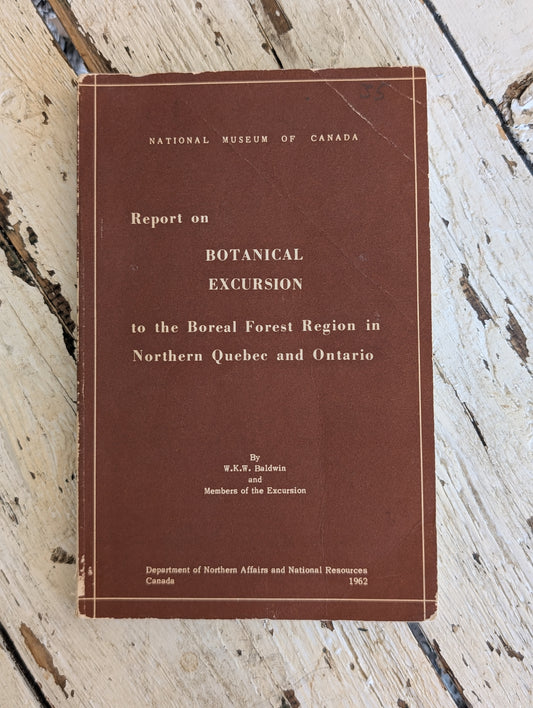 NATIONAL MUSEUM OF CANADA
Report on
BOTANICAL
EXCURSION
to the Boreal Forest Region in
Northern Quebec and Ontario
By
W.K.W. Baldwin
and
Members of the Excursion
Department of Northern Affairs and National Resources
Canada 1962